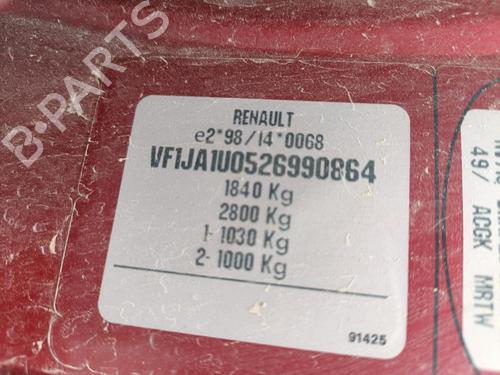 RENAULT
e2*98/14*0068
VF1JA1U0526990864
1840 Kg
2800 Kg
1- 1030 Kg
2- 1000 Kg
91425
49/ ACGK MRTW
B-PARTS